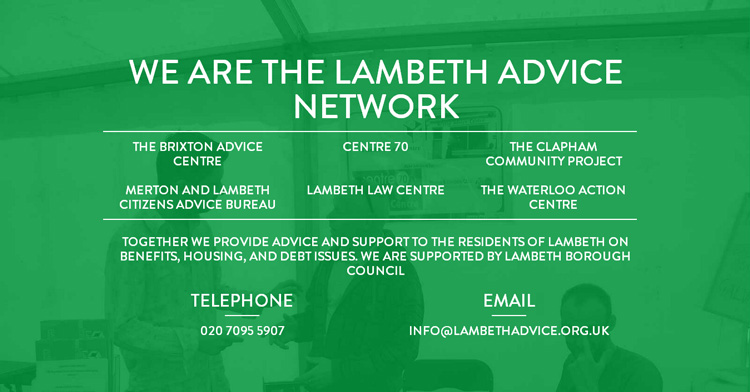 WE ARE THE LAMBETH ADVICE
NETWORK
THE BRIXTON ADVICE
CENTRE
CENTRE 70
THE CLAPHAM
COMMUNITY PROJECT
MERTON AND LAMBETH
CITIZENS ADVICE BUREAU
LAMBETH LAW CENTRE
THE WATERLOO ACTION
CENTRE
TOGETHER WE PROVIDE ADVICE AND SUPPORT TO THE RESIDENTS OF LAMBETH ON
BENEFITS, HOUSING, AND DEBT ISSUES. WE ARE SUPPORTED BY LAMBETH BOROUGH
COUNCIL
TELEPHONE
020 7095 5907
EMAIL
INFO@LAMBETHADVICE.ORG.UK